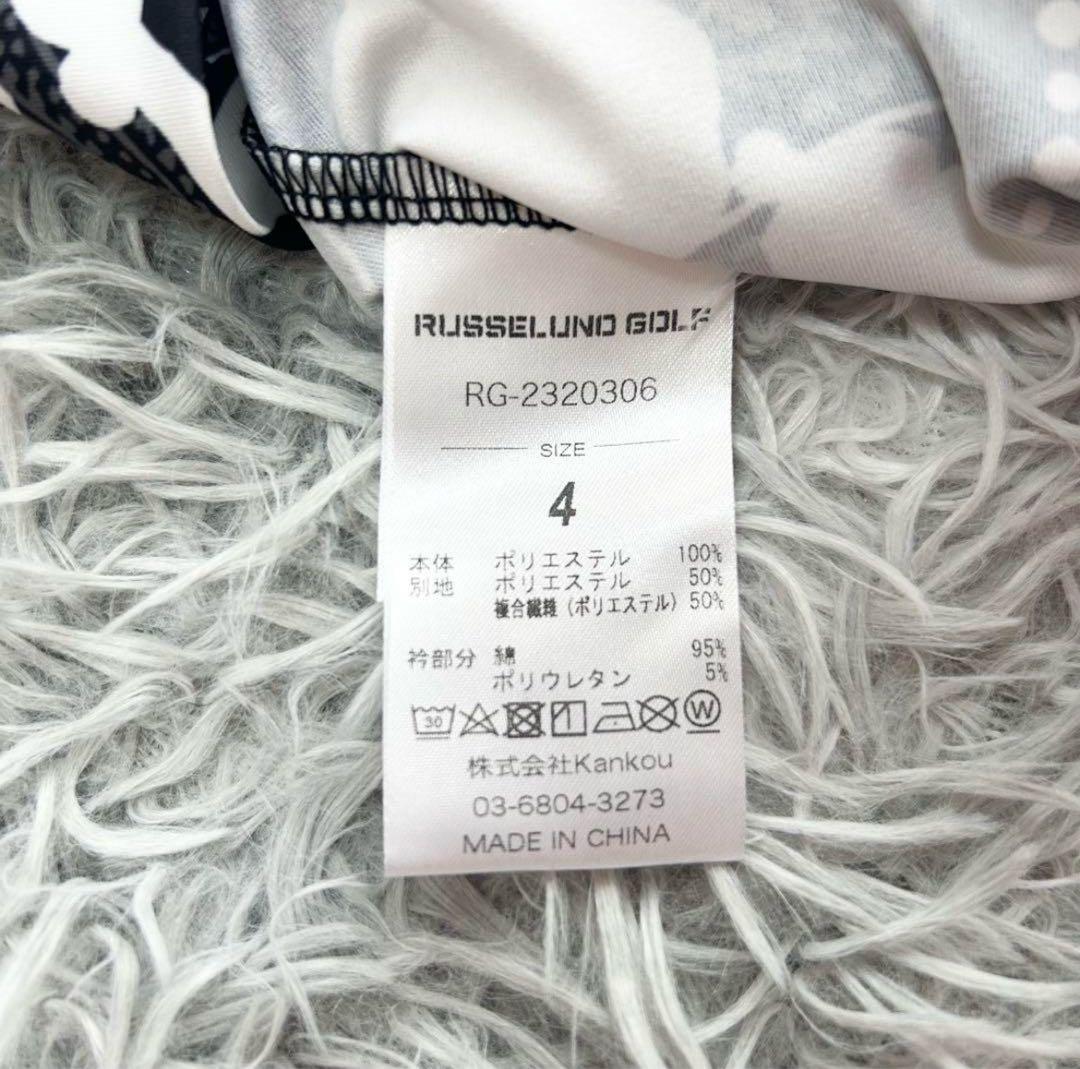 RUSSELUNO GOLF
RG-2320306
SIZE
4
本体 ポリエステル 100%
別地 ポリエステル 50%
複合繊維(ポリエステル) 50%
衿部分 綿 95%
ポリウレタン 5%
30 W
株式会社Kankou
03-6804-3273
MADE IN CHINA